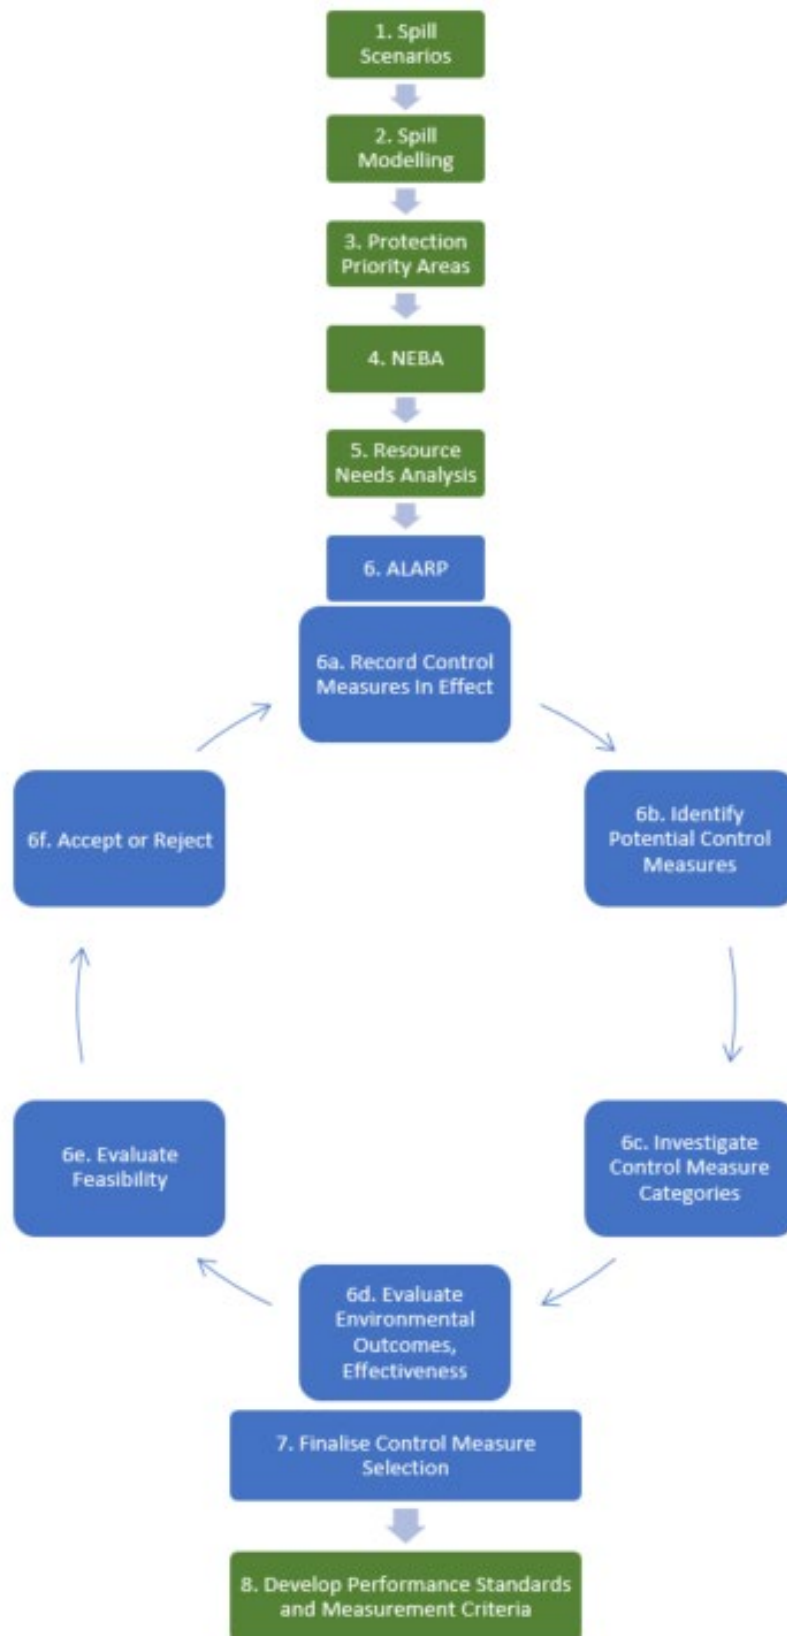 1. Spill
Scenarios
2. Spill
Modelling
3. Protection
Priority Areas
4. NEBA
5. Resource
Needs Analysis
6. ALARP
6a. Record Control
Measures In Effect
6b. Identify
Potential Control
Measures
6c. Investigate
Control Measure
Categories
6d. Evaluate
Environmental
Outcomes,
Effectiveness
6e. Evaluate
Feasibility
6f. Accept or Reject
7. Finalise Control Measure
Selection
8. Develop Performance Standards
and Measurement Criteria